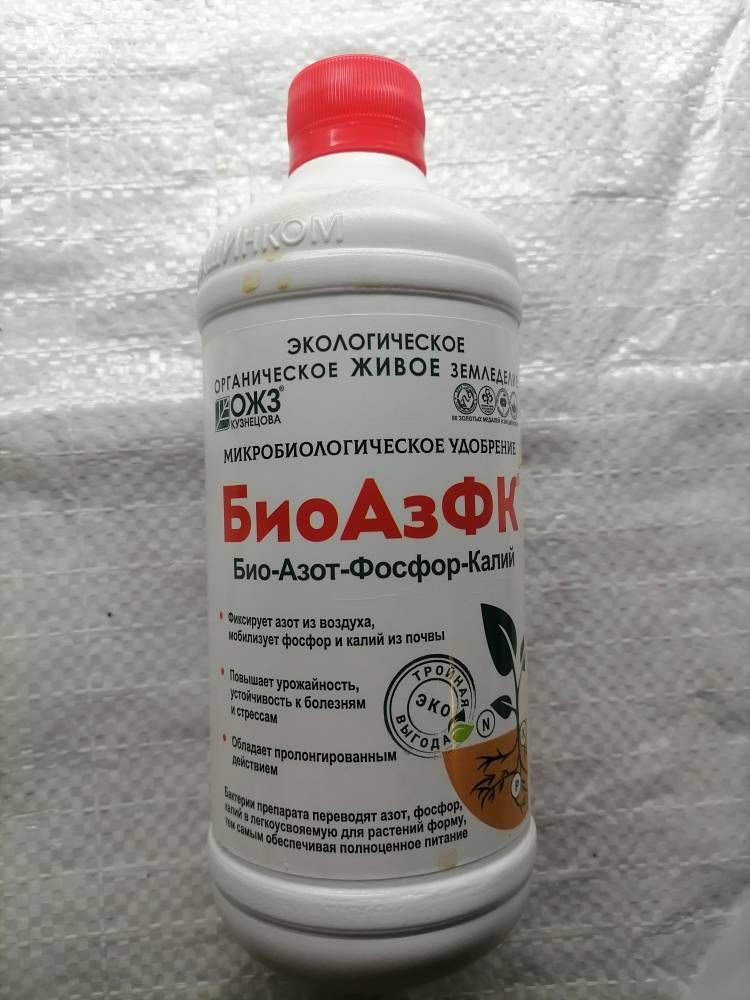 ЭКОЛОГИЧЕСКОЕ
ОРГАНИЧЕСКОЕ ЖИВОЕ ЗЕМЛЕДЕЛИЕ
ОЖЗ®
КУЗНЕЦОВА
МИКРОБИОЛОГИЧЕСКОЕ УДОБРЕНИЕ
БиоАзФК
Био-Азот-Фосфор-Калий
• Фиксирует азот из воздуха,
мобилизует фосфор и калий из почвы
• Повышает урожайность,
устойчивость к болезням
и стрессам
• Обладает пролонгированным
действием
ТРОЙНАЯ
ЭКО
ВЫГОДА
N
P
Бактерии препарата переводят азот, фосфор,
калий в легкоусвояемую для растений форму,
тем самым обеспечивая полноценное питание